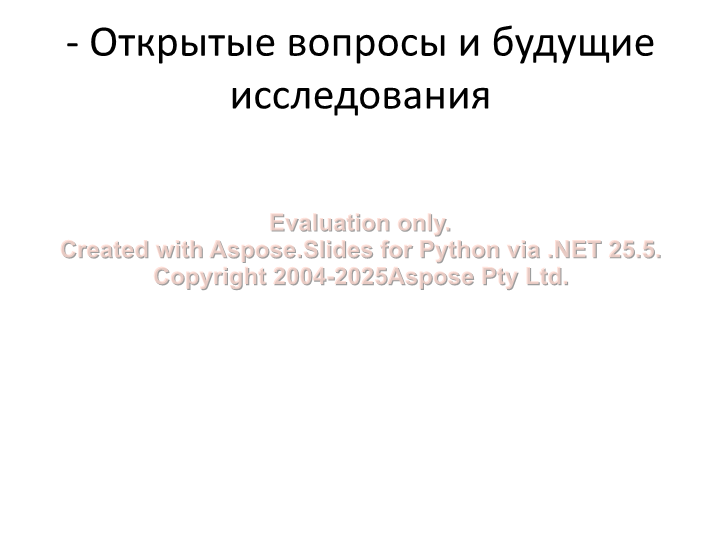 - Открытые вопросы и будущие
исследования
Evaluation only.
Created with Aspose.Slides for Python via .NET 25.5.
Copyright 2004-2025Aspose Pty Ltd.